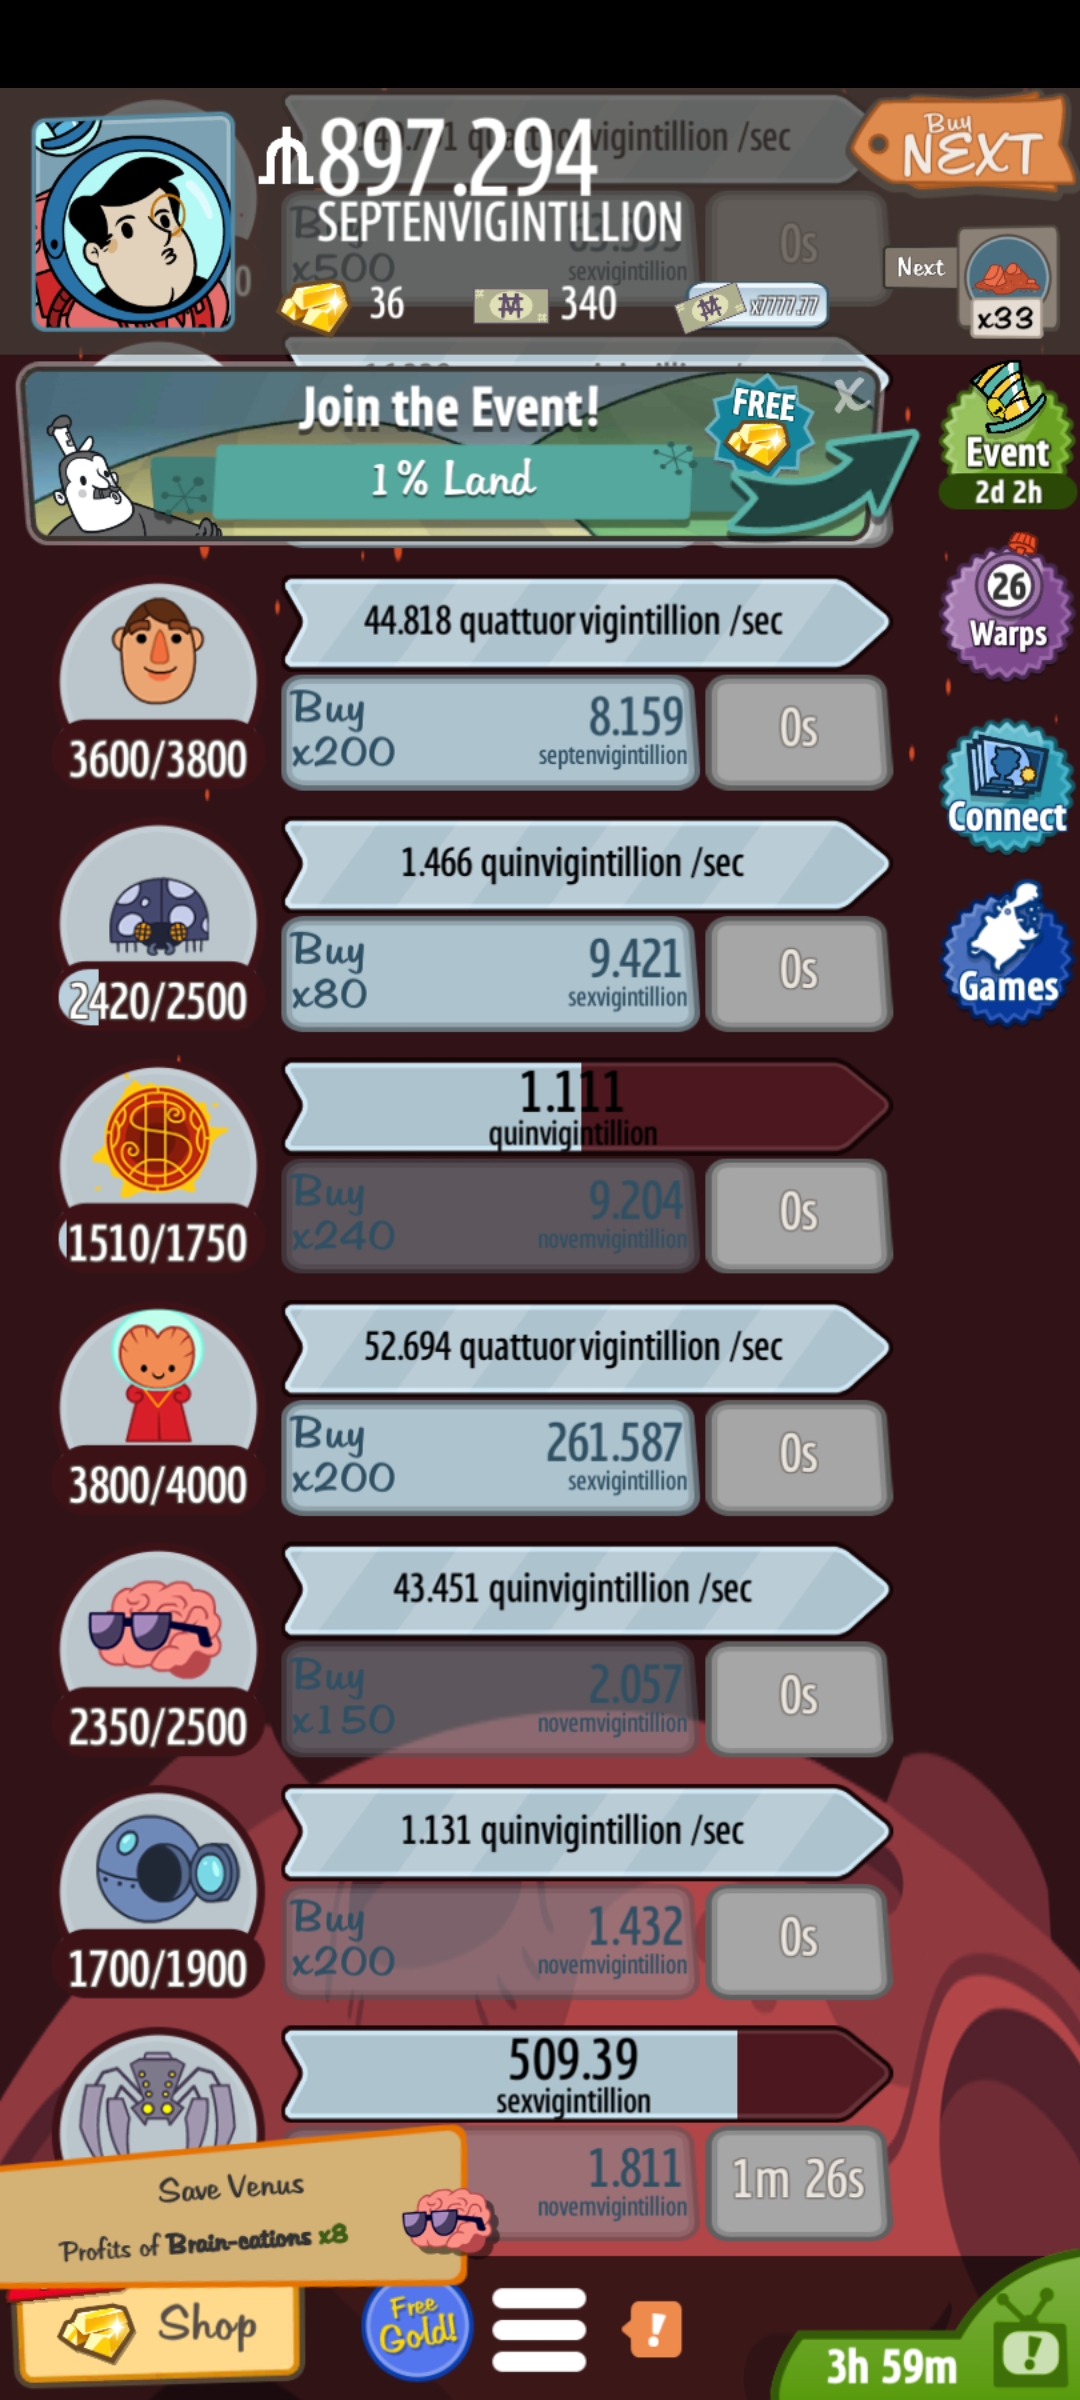 897.294
SEPTENVIGINTILLION
/sec
Buy
NEXT
x500
sexvigintillion
0s
36
340
x7777.77
Next
x33
Join the Event!
1% Land
FREE
X
Event
2d 2h
44.818 quattuorvigintillion /sec
Buy
x200
8.159
septenvigintillion
0s
3600/3800
26
Warps
1.466 quinvigintillion /sec
Buy
x80
9.421
sexvigintillion
0s
2420/2500
Connect
Games
1.111
quinvigintillion
Buy
x240
9.204
novemvigintillion
0s
1510/1750
52.694 quattuorvigintillion /sec
Buy
x200
261.587
sexvigintillion
0s
3800/4000
43.451 quinvigintillion /sec
Buy
x150
2.057
novemvigintillion
0s
2350/2500
1.131 quinvigintillion /sec
Buy
x200
1.432
novemvigintillion
0s
1700/1900
509.39
sexvigintillion
1.811
novemvigintillion
1m 26s
Save Venus
Profits of Brain-cations x8
Shop
Free
Gold!
!
3h 59m
!